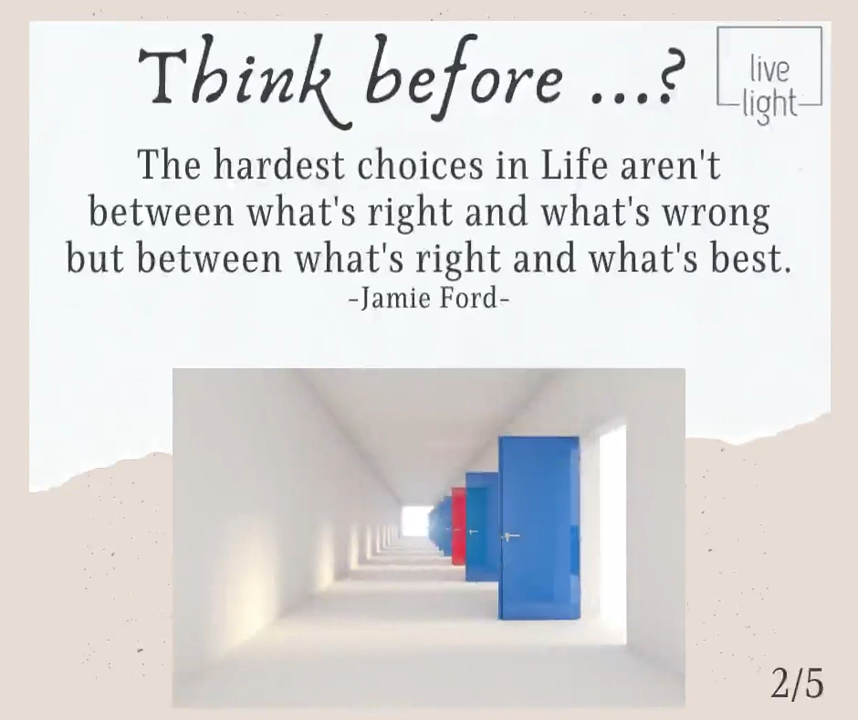 Think before ...?
live
light
The hardest choices in Life aren't
between what's right and what's wrong
but between what's right and what's best.
-Jamie Ford-
2/5